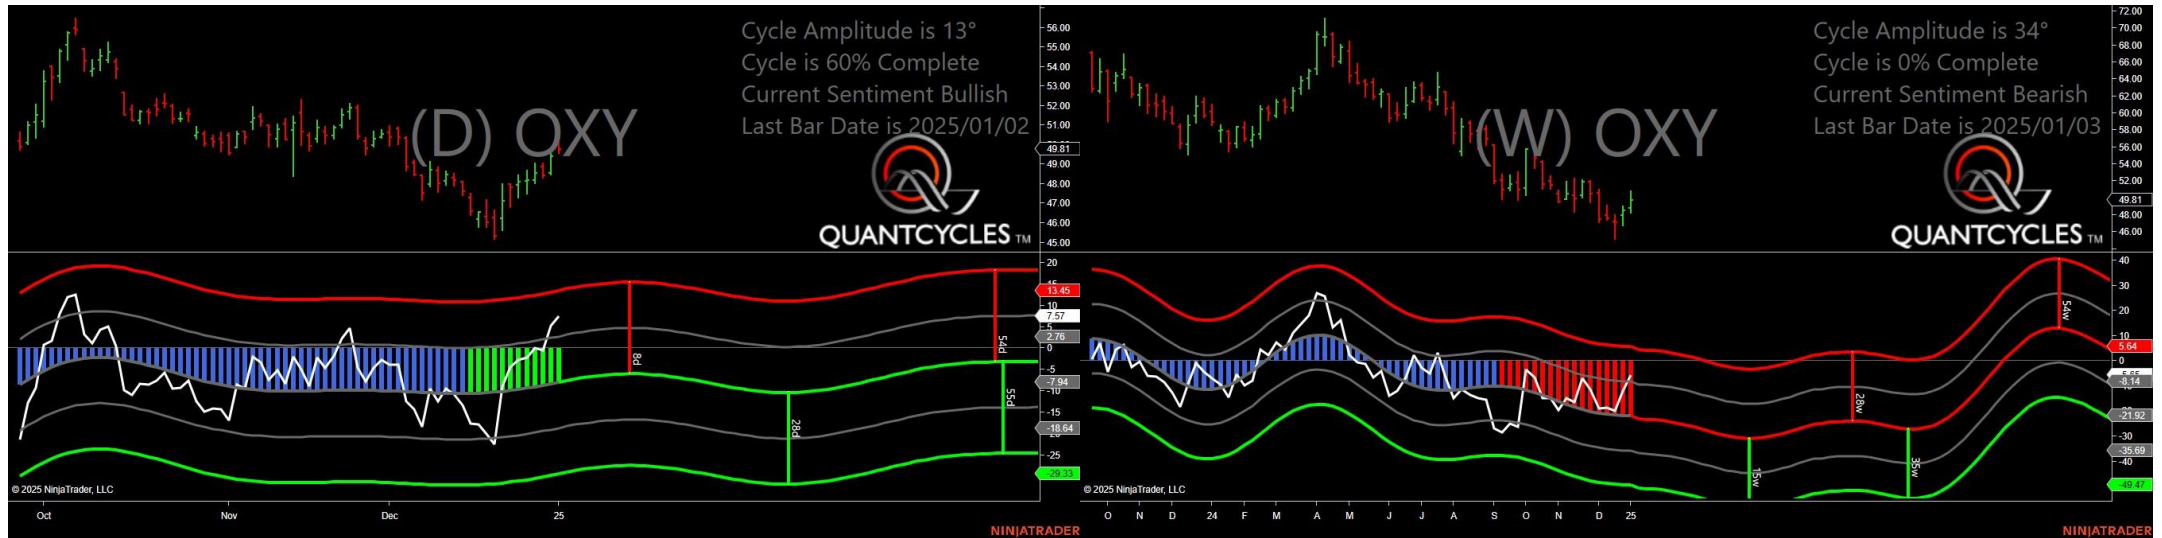 Cycle Amplitude is 13°
Cycle is 60% Complete
Current Sentiment Bullish
Last Bar Date is 2025/01/02
(D) OXY
QUANTCYCLES TM
56.00
55.00
54.00
53.00
52.00
51.00
49.81
49.00
48.00
47.00
46.00
45.00
20
13.45
10
7.57
5
2.76
0
-5
-7.94
-10
-15
-18.64
-25
-29.33
8d
28d
54d
55d
© 2025 NinjaTrader, LLC
Oct
Nov
Dec
25
NINJATRADER
Cycle Amplitude is 34°
Cycle is 0% Complete
Current Sentiment Bearish
Last Bar Date is 2025/01/03
(W) OXY
QUANTCYCLES TM
72.00
70.00
68.00
66.00
64.00
62.00
60.00
58.00
56.00
54.00
52.00
49.81
48.00
46.00
40
30
20
10
5.64
0
-8.14
-21.92
-30
-35.69
-40
-49.47
15w
28w
35w
54w
© 2025 NinjaTrader, LLC
O
N
D
24
F
M
A
M
J
J
A
S
O
N
D
25
NINJATRADER